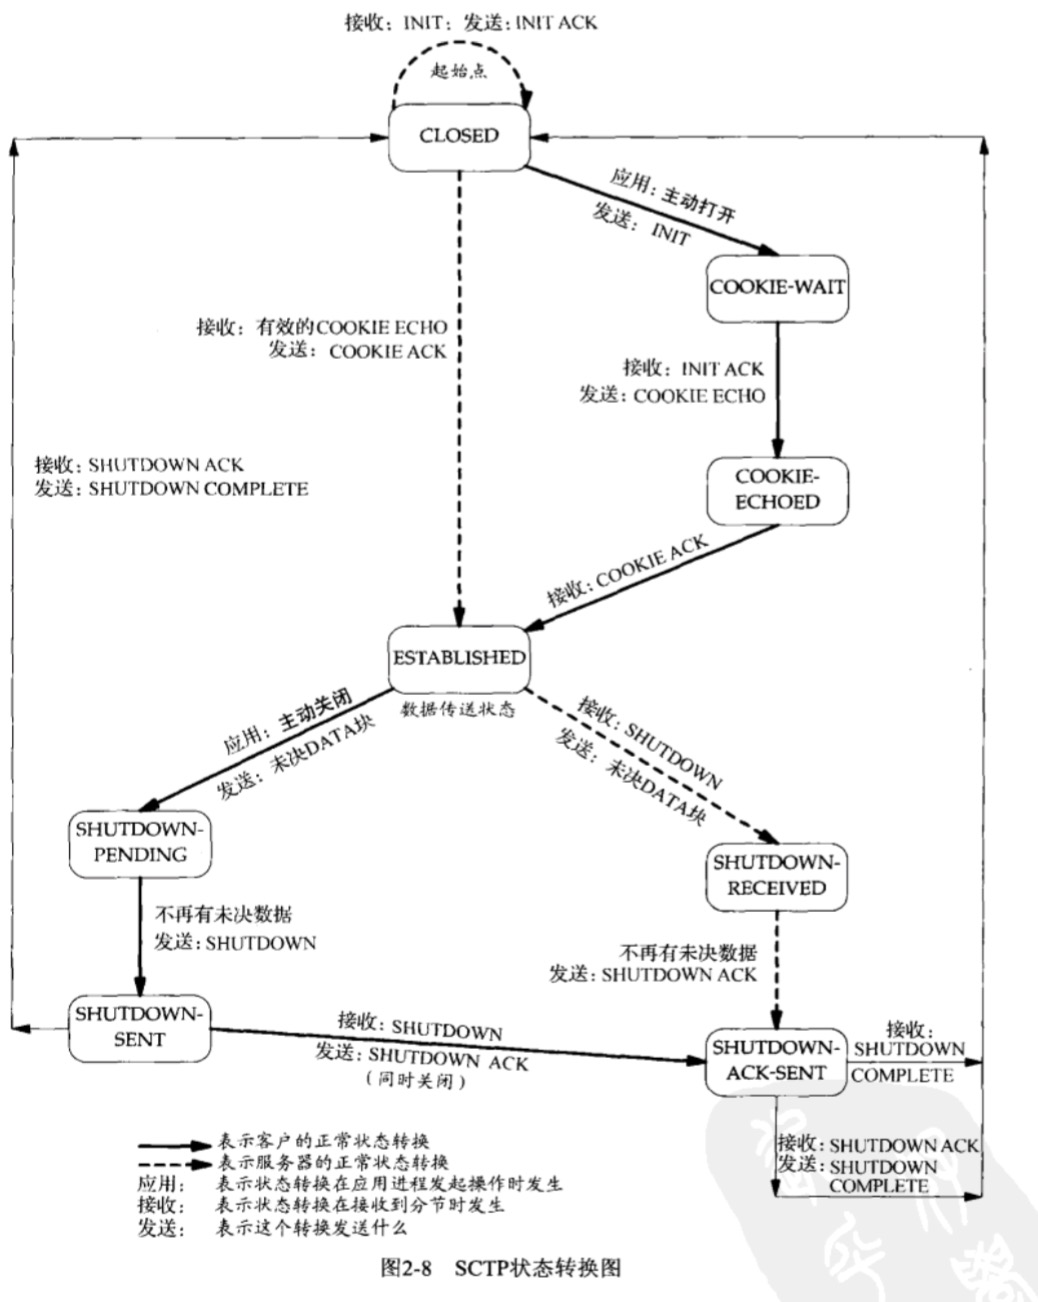 接收：INIT；发送：INIT ACK
起始点
CLOSED
应用：主动打开
发送：INIT
COOKIE-WAIT
接收：有效的COOKIE ECHO
发送：COOKIE ACK
接收：INIT ACK
发送：COOKIE ECHO
接收：SHUTDOWN ACK
发送：SHUTDOWN COMPLETE
COOKIE-
ECHOED
接收：COOKIE ACK
ESTABLISHED
数据传送状态
应用：主动关闭
发送：未决DATA块
接收：SHUTDOWN
发送：未决DATA块
SHUTDOWN-
PENDING
SHUTDOWN-
RECEIVED
不再有未决数据
发送：SHUTDOWN
不再有未决数据
发送：SHUTDOWN ACK
SHUTDOWN-
SENT
接收：SHUTDOWN
发送：SHUTDOWN ACK
（同时关闭）
SHUTDOWN-
ACK-SENT
接收：
SHUTDOWN
COMPLETE
接收：SHUTDOWN ACK
发送：SHUTDOWN
COMPLETE
表示客户的正常状态转换
表示服务器的正常状态转换
应用： 表示状态转换在应用进程发起操作时发生
接收： 表示状态转换在接收到分节时发生
发送： 表示这个转换发送什么
图2-8 SCTP状态转换图